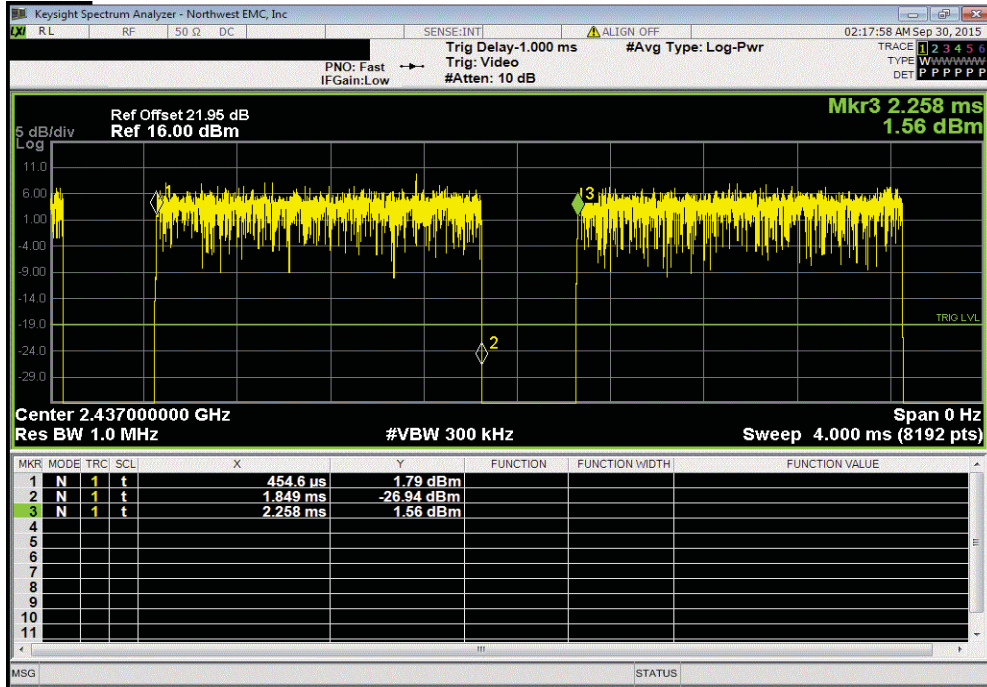 Keysight Spectrum Analyzer - Northwest EMC, Inc
LXI RL RF 50 Ω DC SENSE:INT ALIGN OFF 02:17:58 AM Sep 30, 2015
Trig Delay-1.000 ms #Avg Type: Log-Pwr TRACE 1 2 3 4 5 6
PNO: Fast Trig: Video TYPE WWWWWW
IFGain:Low #Atten: 10 dB DET P P P P P P
Mkr3 2.258 ms
1.56 dBm
Ref Offset 21.95 dB
5 dB/div Ref 16.00 dBm
Log
11.0
6.00
1.00
-4.00
-9.00
-14.0
-19.0
-24.0
-29.0
3
2
TRIG LVL
Center 2.437000000 GHz Span 0 Hz
Res BW 1.0 MHz #VBW 300 kHz Sweep 4.000 ms (8192 pts)
MKR MODE TRC SCL X Y FUNCTION FUNCTION WIDTH FUNCTION VALUE
1 N 1 t 454.6 µs 1.79 dBm
2 N 1 t 1.849 ms -26.94 dBm
3 N 1 t 2.258 ms 1.56 dBm
4
5
6
7
8
9
10
11
MSG STATUS